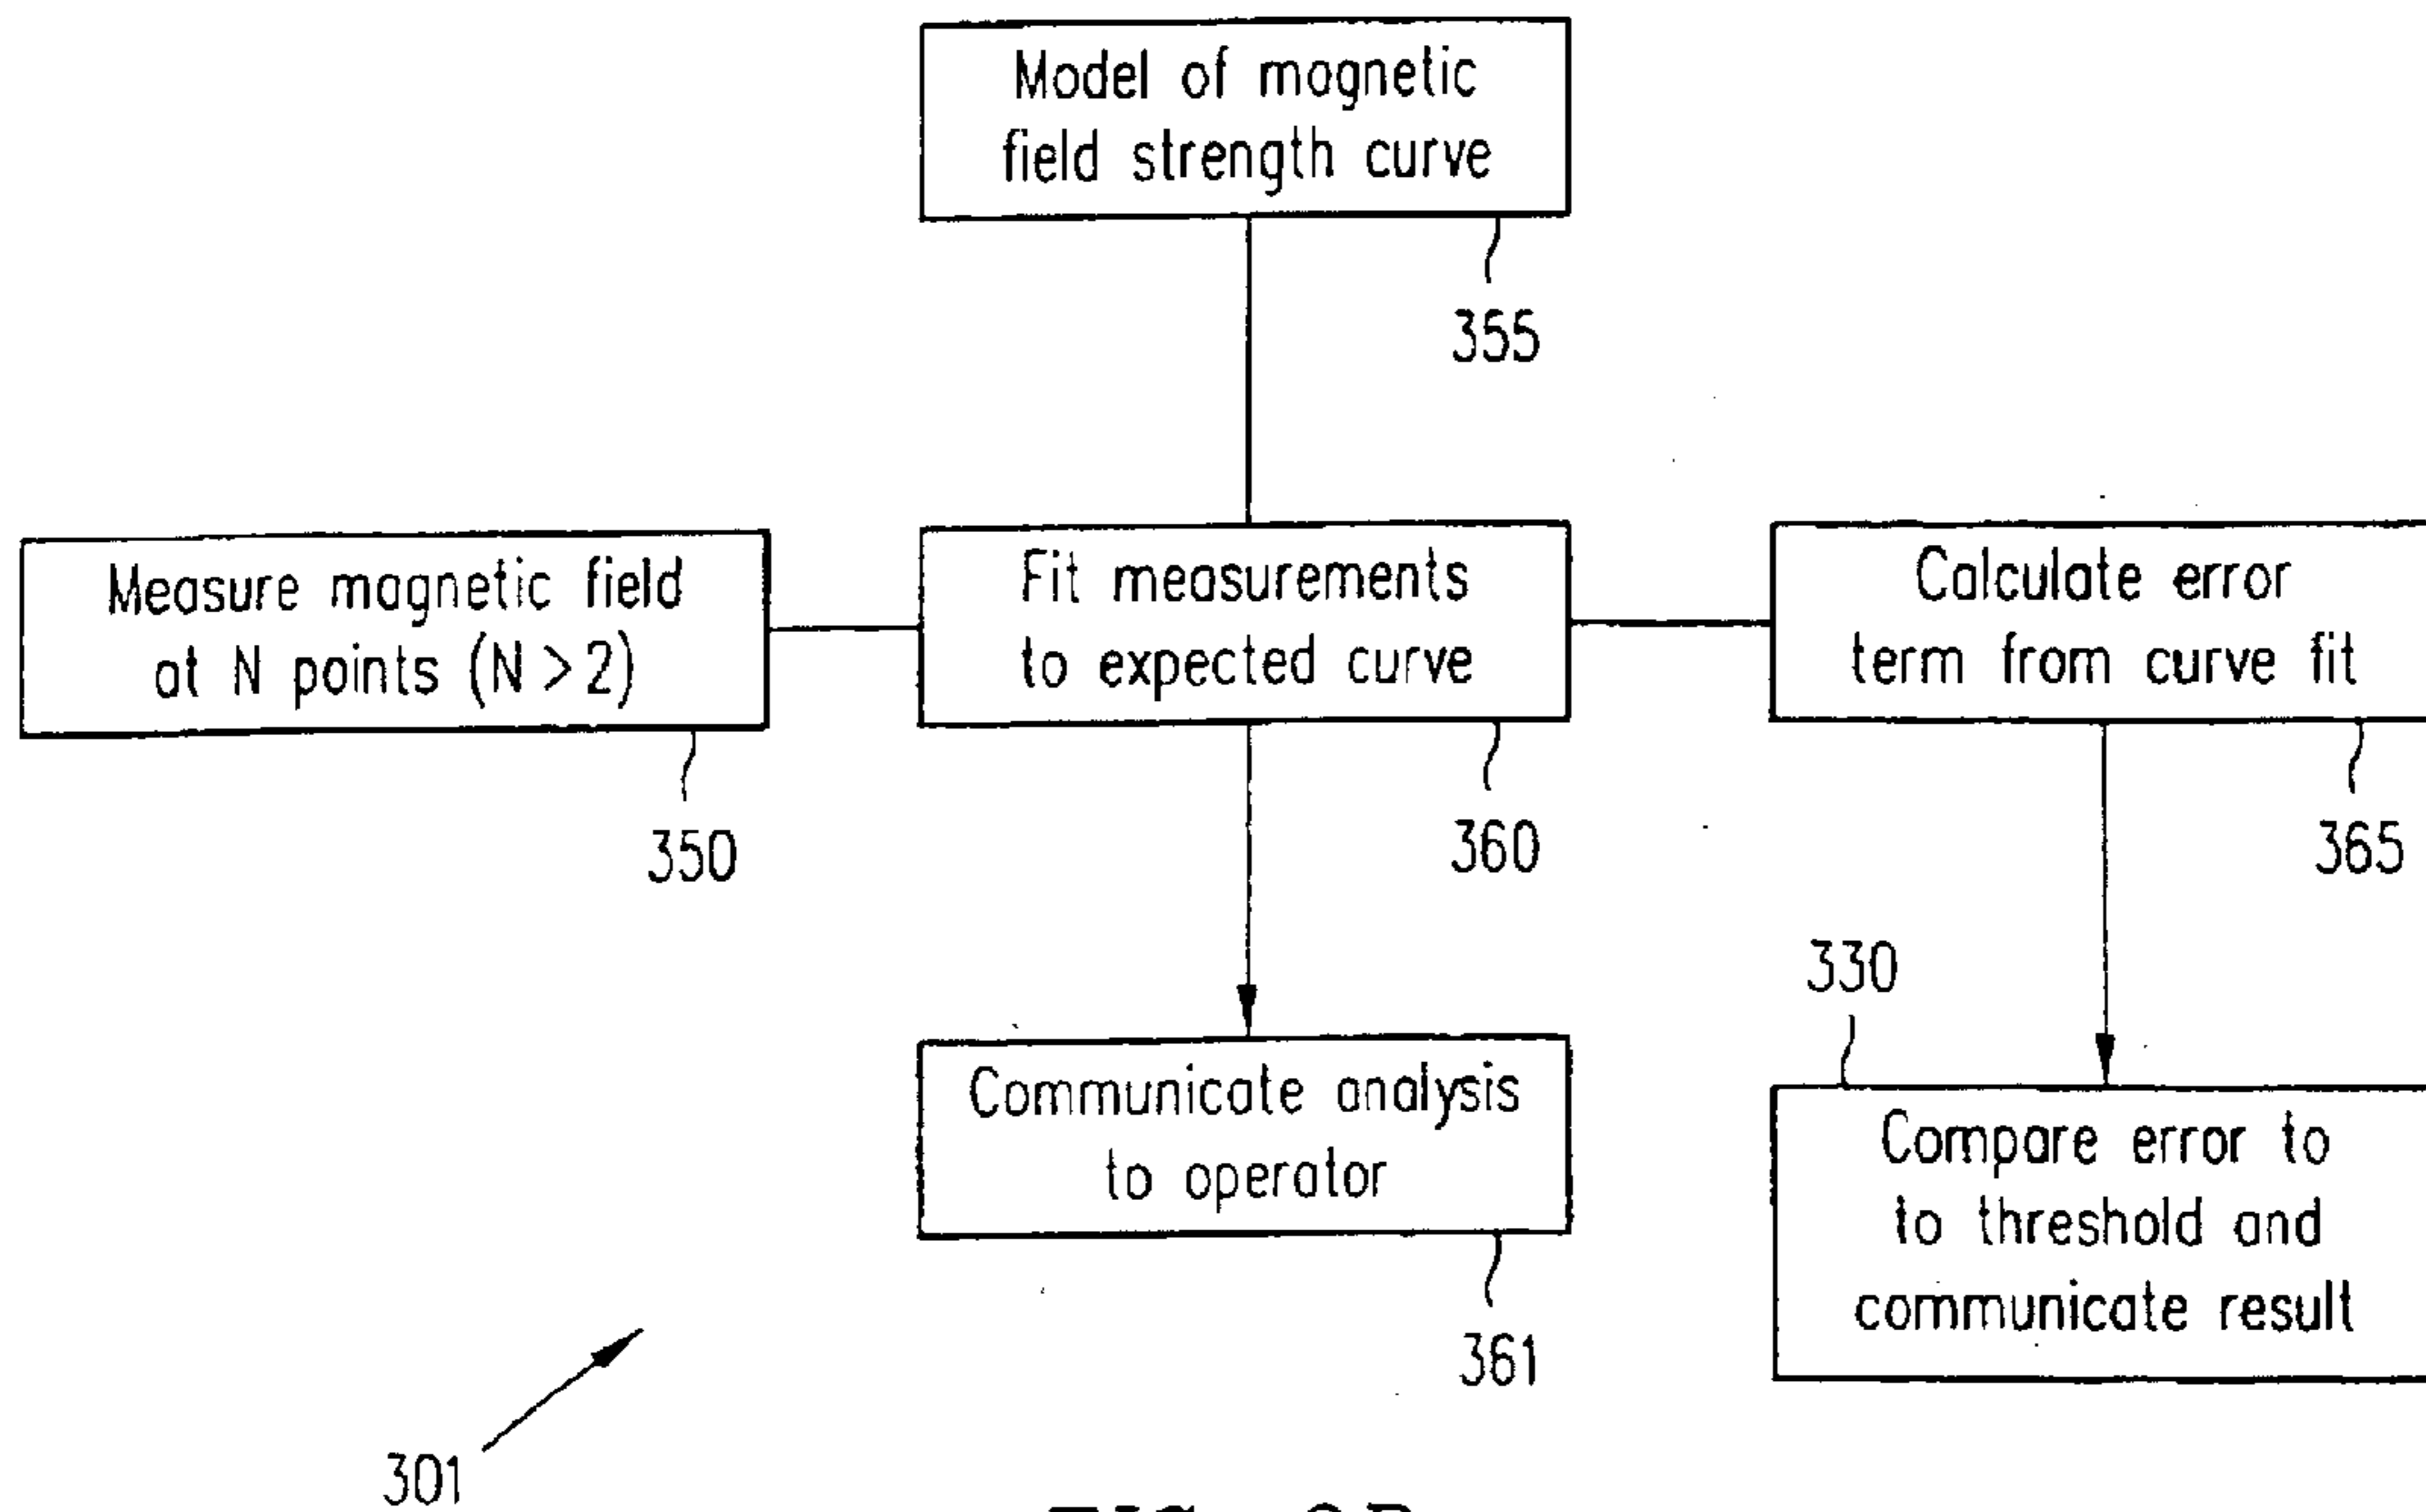 Model of magnetic
field strength curve
355
Measure magnetic field
at N points (N > 2)
350
Fit measurements
to expected curve
360
Calculate error
term from curve fit
365
330
Communicate analysis
to operator
361
Compare error to
to threshold and
communicate result
301